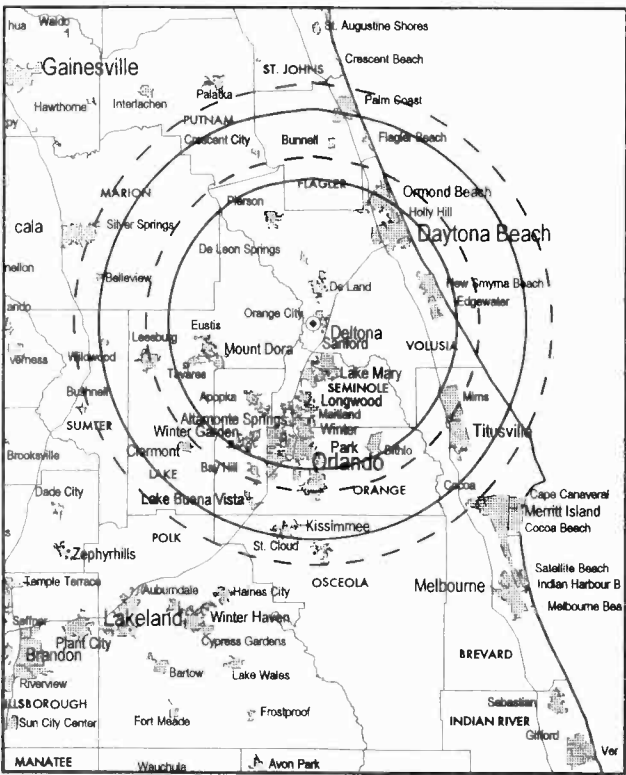 hua
Waldo
St. Augustine Shores
Gainesville
ST. JOHNS
Crescent Beach
Hawthorne
Interlachen
Palatka
Palm Coast
PUTNAM
Crescent City
Bunnell
Flagler Beach
MARION
FLAGLER
Ormond Beach
Pierson
Holly Hill
cala
Silver Springs
Daytona Beach
De Leon Springs
nnellon
Belleview
De Land
New Smyrna Beach
Edgewater
ando
Orange City
Eustis
Deltona
Leesburg
Sanford
VOLUSIA
verness
Wildwood
Mount Dora
Tavares
Lake Mary
SEMINOLE
Bushnell
Apopka
Longwood
Mims
Maitland
SUMTER
Altamonte Springs
Winter Garden
Winter
Titusville
Clermont
Park
Bithlo
Brooksville
LAKE
Bay Hill
Orlando
Dade City
Lake Buena Vista
ORANGE
Cocoa
Cape Canaveral
Merritt Island
Kissimmee
Cocoa Beach
POLK
St. Cloud
Zephyrhills
OSCEOLA
Satellite Beach
Temple Terrace
Auburndale
Haines City
Melbourne
Indian Harbour B
Melbourne Bea
Seffner
Lakeland
Winter Haven
Plant City
Cypress Gardens
Brandon
Bartow
Lake Wales
BREVARD
Riverview
LLSBOROUGH
Sun City Center
Fort Meade
Frostproof
Sebastian
INDIAN RIVER
Gifford
Ver
MANATEE
Wauchula
Avon Park